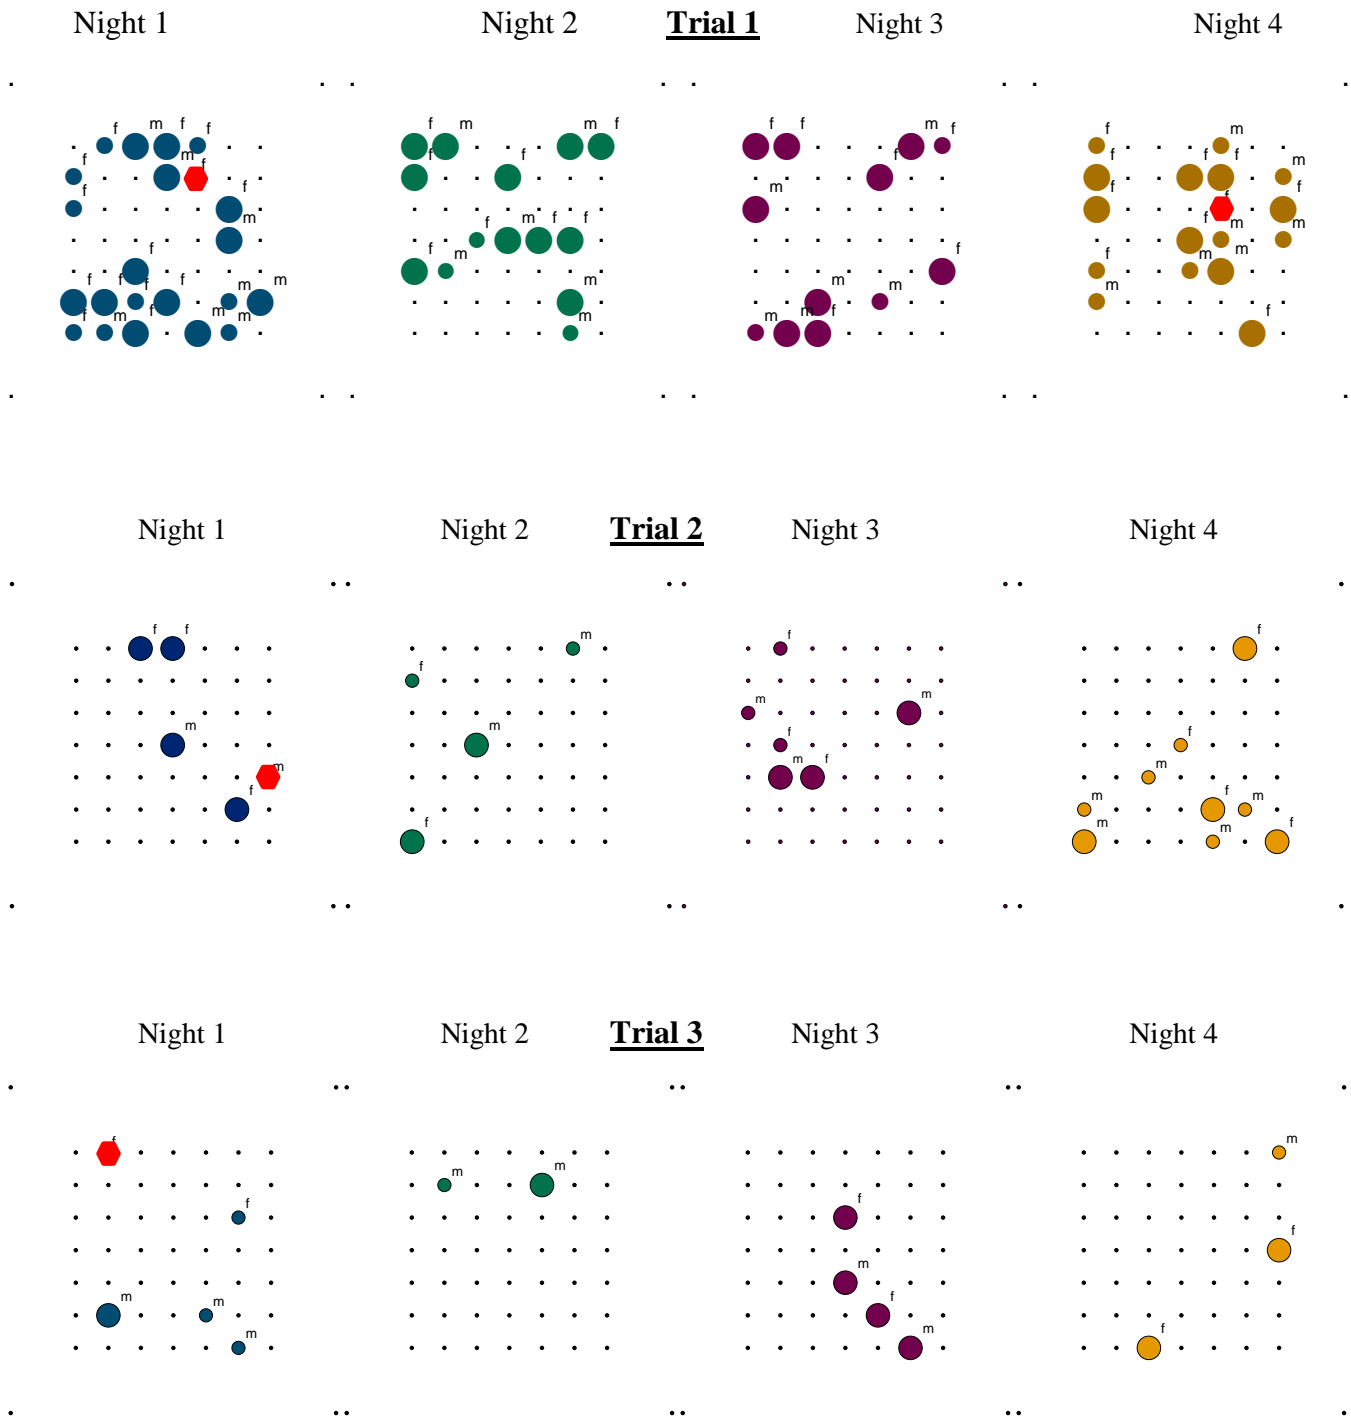 Night 1 Night 2 Trial 1 Night 3 Night 4
f m f f f m m f f f m f f m
f m f f f f f f f m
f f m f f f
m f m f f f m m
f f m f f m m
f f f f m m m m m m
f m m m m m m f f
Night 1 Night 2 Trial 2 Night 3 Night 4
f f m f f
f
m m
m m f f
m m f m
f m f m
f m m f
Night 1 Night 2 Trial 3 Night 3 Night 4
f m
m m
f f
f
m
m m f
m m f